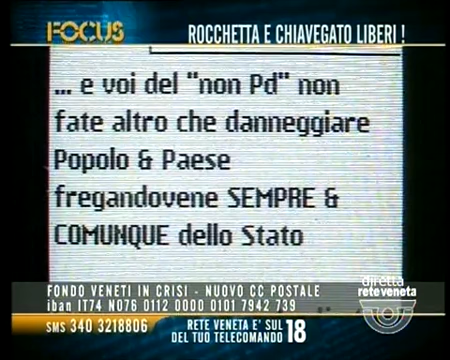 FOCUS
ROCCHETTA E CHIAVEGATO LIBERI !
... e voi del "non Pd" non
fate altro che danneggiare
Popolo & Paese
fregandovene SEMPRE &
COMUNQUE dello Stato
FONDO VENETI IN CRISI - NUOVO CC POSTALE
iban IT74 N076 0112 0000 0101 7942 739
diretta
reteveneta
SMS 340 3218806
RETE VENETA E' SUL
DEL TUO TELECOMANDO 18